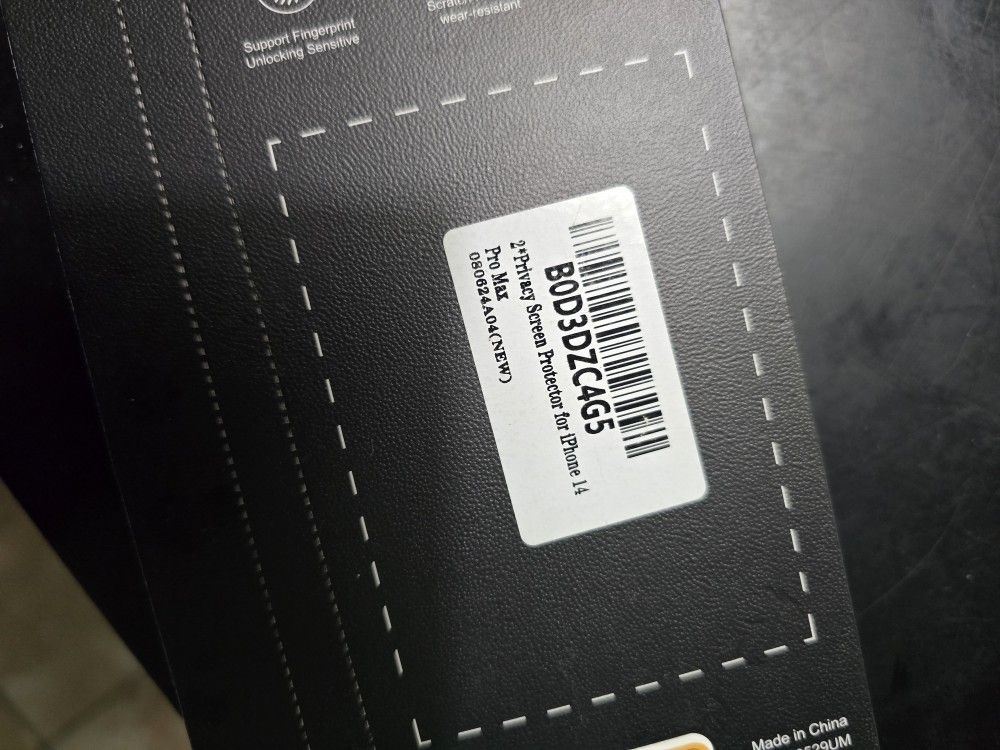 Support Fingerprint
Unlocking Sensitive
wear-resistant
B0D3DZC4G5
2*Privacy Screen Protector for iPhone 14
Pro Max
080624A04(NEW)
Made in China